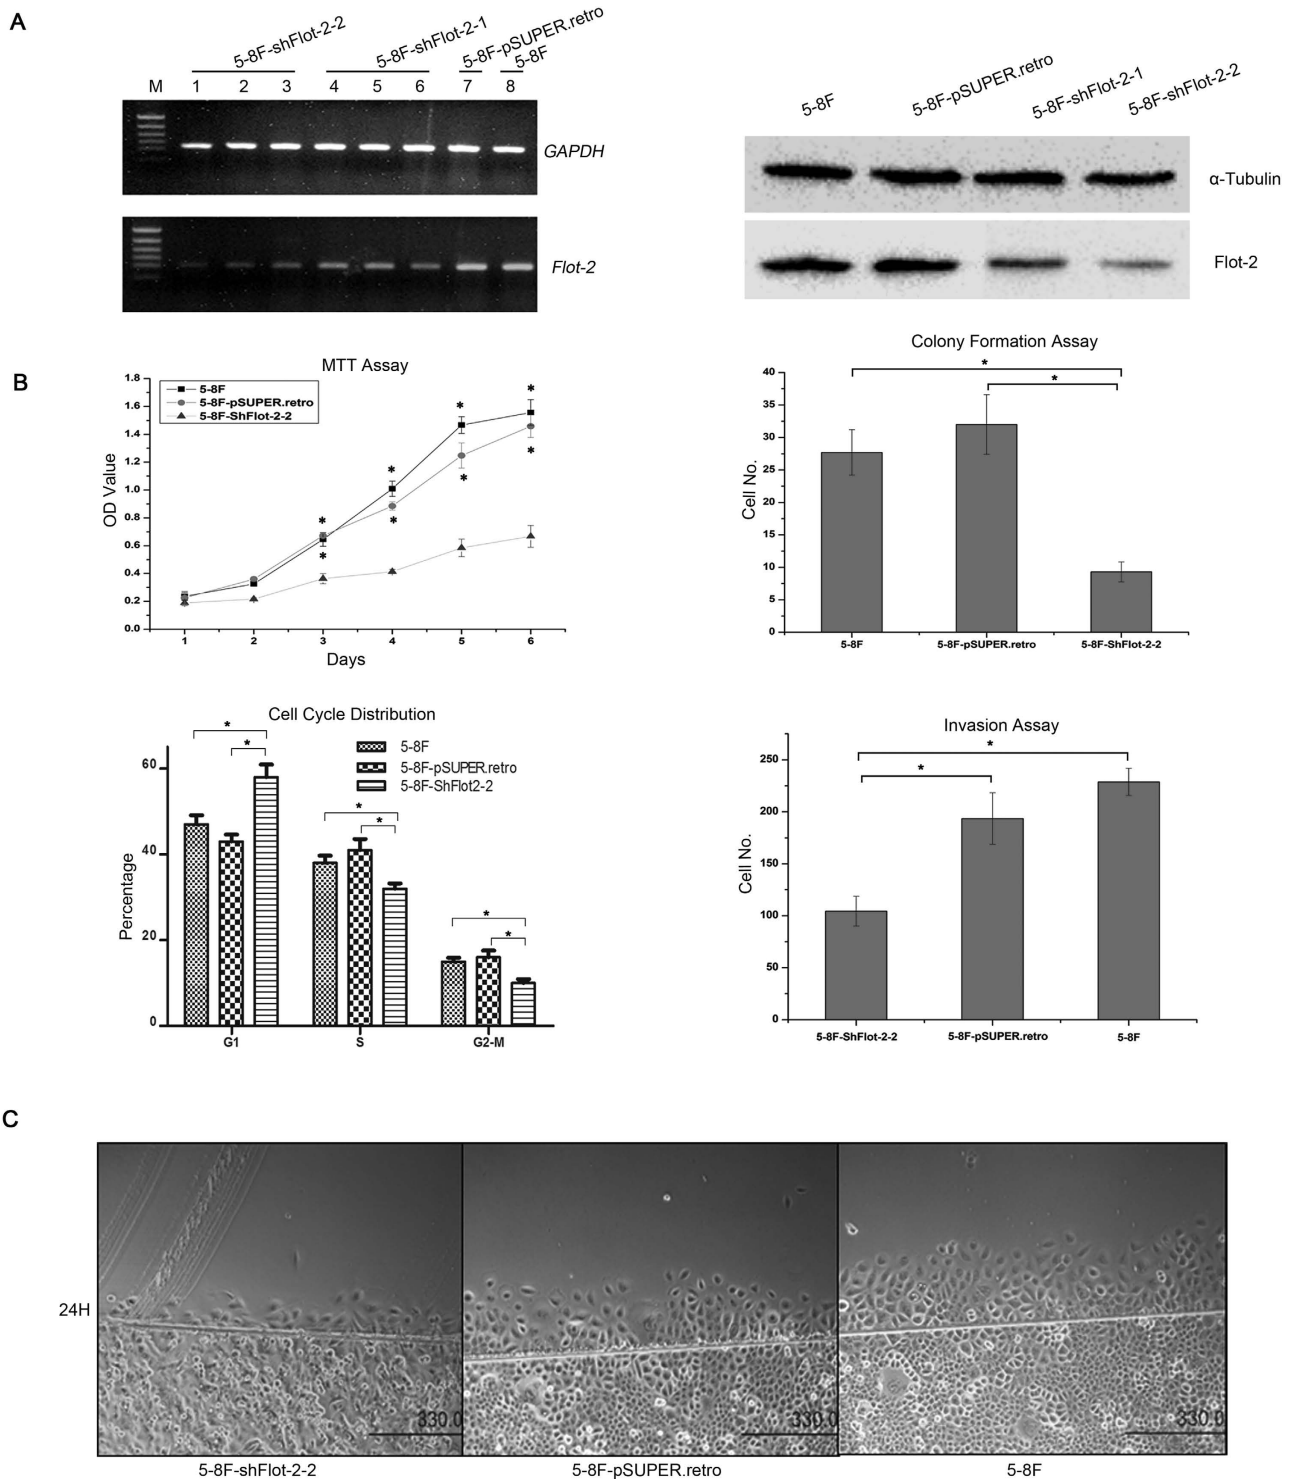 A
5-8F-shFlot-2-2
5-8F-shFlot-2-1
5-8F-pSUPER.retro
5-8F
M 1 2 3 4 5 6 7 8
GAPDH
Flot-2
5-8F
5-8F-pSUPER.retro
5-8F-shFlot-2-1
5-8F-shFlot-2-2
α-Tubulin
Flot-2
B
MTT Assay
5-8F
5-8F-pSUPER.retro
5-8F-ShFlot-2-2
OD Value
1.8
1.6
1.4
1.2
1.0
0.8
0.6
0.4
0.2
0.0
* * * *
* * * *
1 2 3 4 5 6
Days
Colony Formation Assay
*
*
Cell No.
40
35
30
25
20
15
10
5
0
5-8F 5-8F-pSUPER.retro 5-8F-ShFlot-2-2
Cell Cycle Distribution
5-8F
5-8F-pSUPER.retro
5-8F-ShFlot2-2
* *
* *
* *
Percentage
60
40
20
0
G1 S G2-M
Invasion Assay
*
*
Cell No.
250
200
150
100
50
0
5-8F-ShFlot-2-2 5-8F-pSUPER.retro 5-8F
C
24H
330.0 330.0 330.0
5-8F-shFlot-2-2 5-8F-pSUPER.retro 5-8F